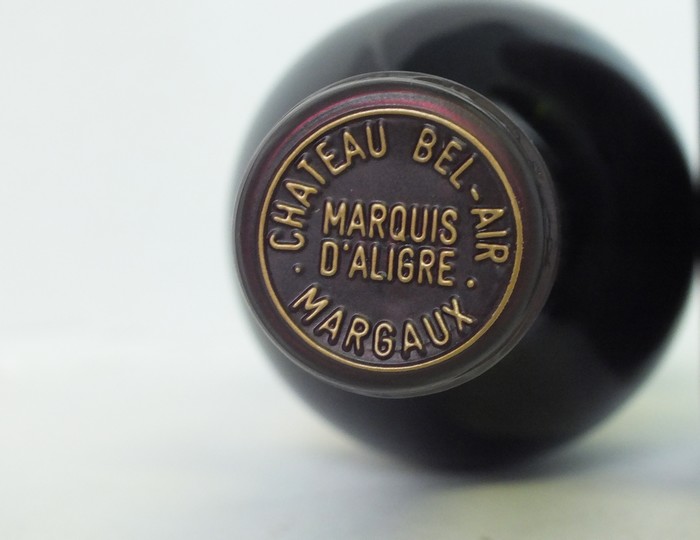 CHATEAU BEL-AIR
MARQUIS
D'ALIGRE
· MARGAUX ·